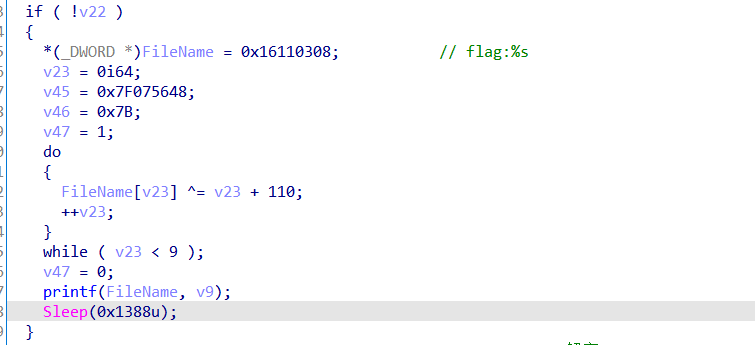 if ( !v22 )
{
*(_DWORD *)FileName = 0x16110308; // flag:%s
v23 = 0i64;
v45 = 0x7F075648;
v46 = 0x7B;
v47 = 1;
do
{
FileName[v23] ^= v23 + 110;
++v23;
}
while ( v23 < 9 );
v47 = 0;
printf(FileName, v9);
Sleep(0x1388u);
}